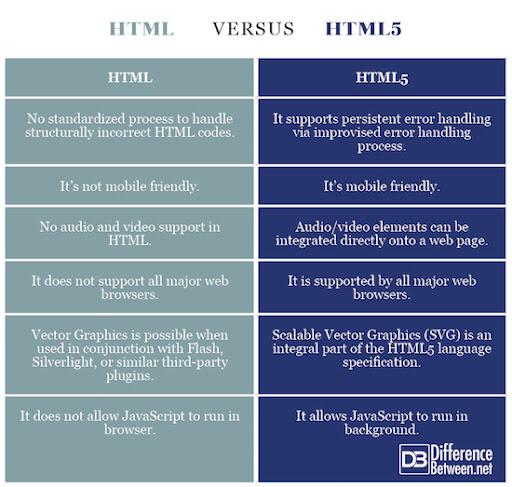 HTML VERSUS HTML5
HTML
HTML5
No standardized process to handle
structurally incorrect HTML codes.
It supports persistent error handling
via improvised error handling
process.
It's not mobile friendly.
It's mobile friendly.
No audio and video support in
HTML.
Audio/video elements can be
integrated directly onto a web page.
It does not support all major web
browsers.
It is supported by all major web
browsers.
Vector Graphics is possible when
used in conjunction with Flash,
Silverlight, or similar third-party
plugins.
Scalable Vector Graphics (SVG) is an
integral part of the HTML5 language
specification.
It does not allow JavaScript to run in
browser.
It allows JavaScript to run in
background.
DB Difference
Between.net